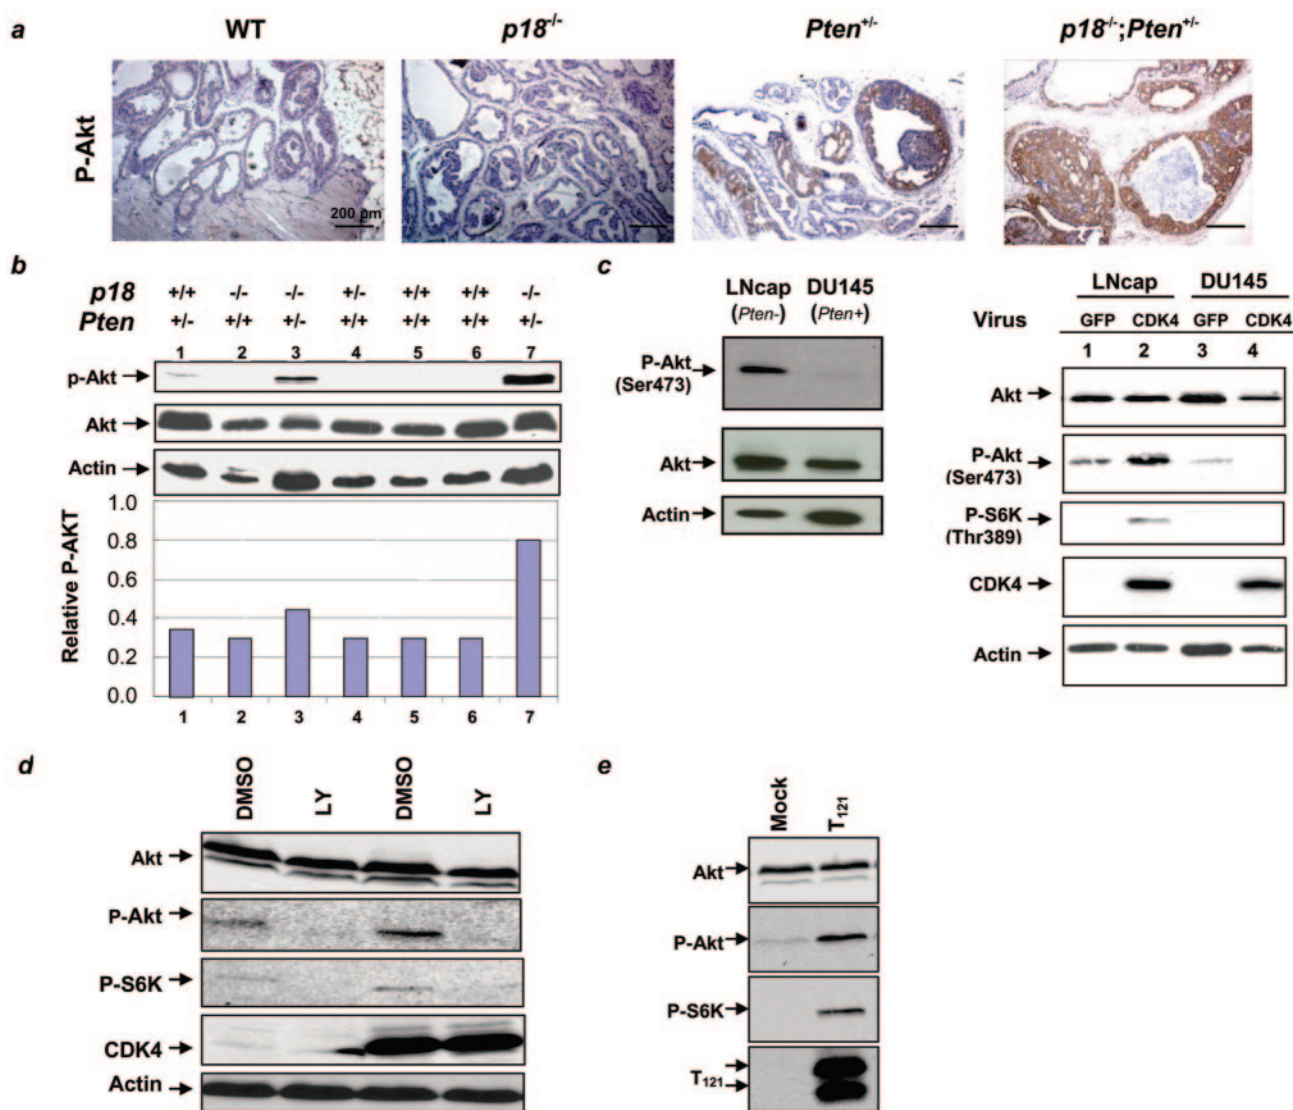 a
WT p18-/- Pten+/- p18-/-;Pten+/-
P-Akt
200 µm
b
p18 +/+ -/- -/- +/- +/+ +/+ -/-
Pten +/- +/+ +/- +/+ +/+ +/+ +/-
1 2 3 4 5 6 7
p-Akt
Akt
Actin
Relative P-AKT
1.0
0.8
0.6
0.4
0.2
0.0
1 2 3 4 5 6 7
c
LNcap DU145
(Pten-) (Pten+)
P-Akt
(Ser473)
Akt
Actin
LNcap DU145
Virus GFP CDK4 GFP CDK4
1 2 3 4
Akt
P-Akt
(Ser473)
P-S6K
(Thr389)
CDK4
Actin
d
DMSO LY DMSO LY
Akt
P-Akt
P-S6K
CDK4
Actin
e
Mock T121
Akt
P-Akt
P-S6K
T121